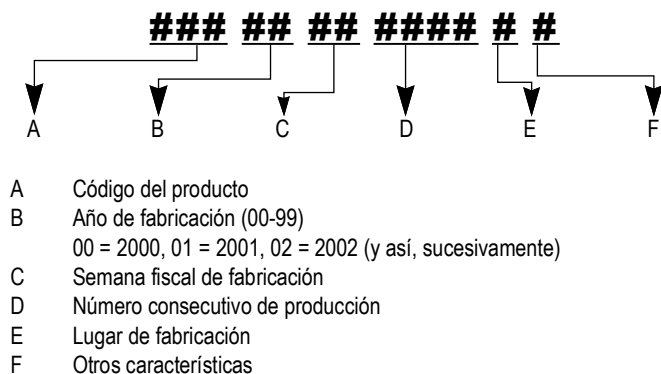 ### ## ## #### # #
A B C D E F
A Código del producto
B Año de fabricación (00-99)
00 = 2000, 01 = 2001, 02 = 2002 (y así, sucesivamente)
C Semana fiscal de fabricación
D Número consecutivo de producción
E Lugar de fabricación
F Otros características